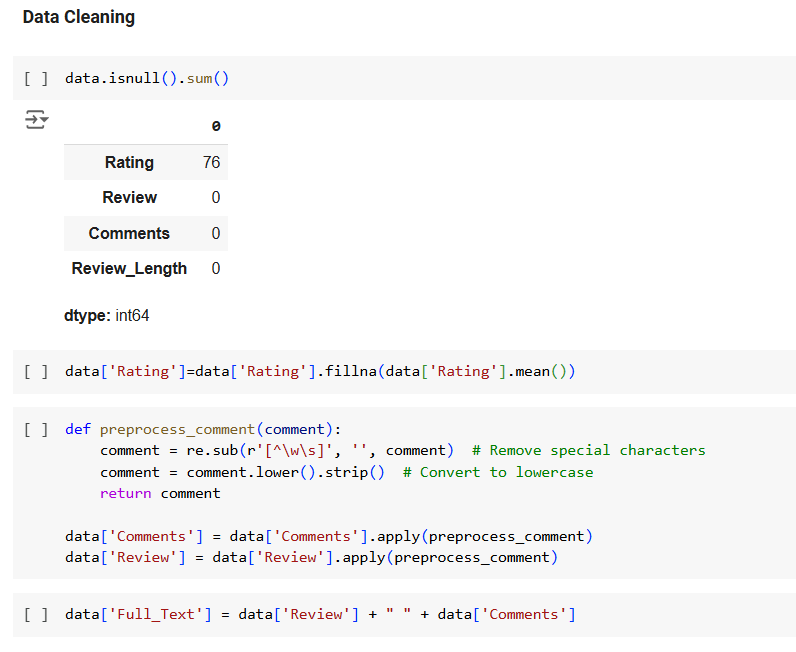 Data Cleaning
[ ] data.isnull().sum()
0
Rating 76
Review 0
Comments 0
Review_Length 0
dtype: int64
[ ] data['Rating']=data['Rating'].fillna(data['Rating'].mean())
[ ] def preprocess_comment(comment):
    comment = re.sub(r'[^\w\s]', '', comment)  # Remove special characters
    comment = comment.lower().strip()  # Convert to lowercase
    return comment
data['Comments'] = data['Comments'].apply(preprocess_comment)
data['Review'] = data['Review'].apply(preprocess_comment)
[ ] data['Full_Text'] = data['Review'] + " " + data['Comments']